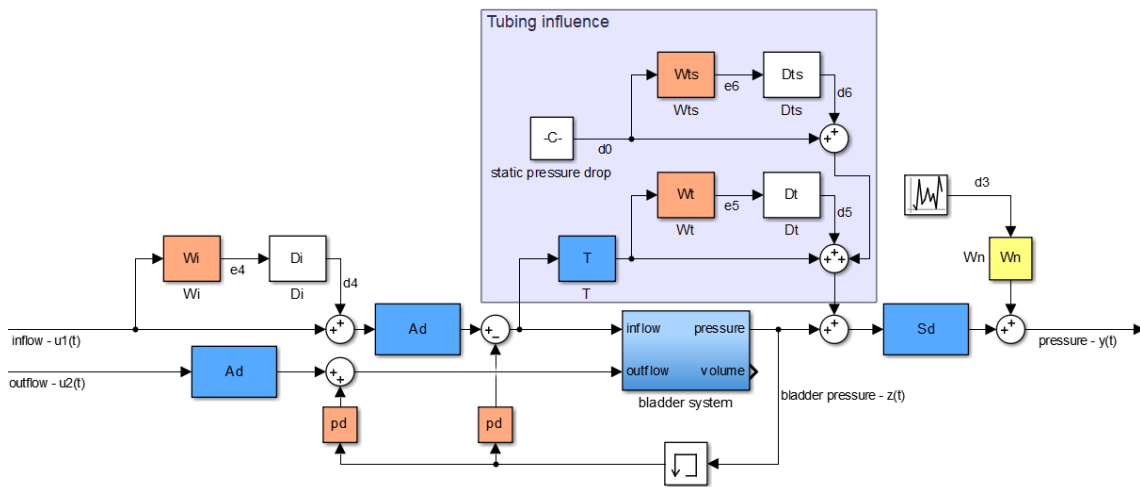 Tubing influence
Wts
e6
Dts
d6
Wts
Dts
-C-
d0
static pressure drop
Wt
e5
Dt
d5
Wt
Dt
d3
Wn
Wn
T
T
Wi
e4
Di
d4
Wi
Di
Ad
inflow
pressure
Sd
inflow - u1(t)
pressure - y(t)
Ad
outflow
volume
outflow - u2(t)
bladder system
bladder pressure - z(t)
pd
pd